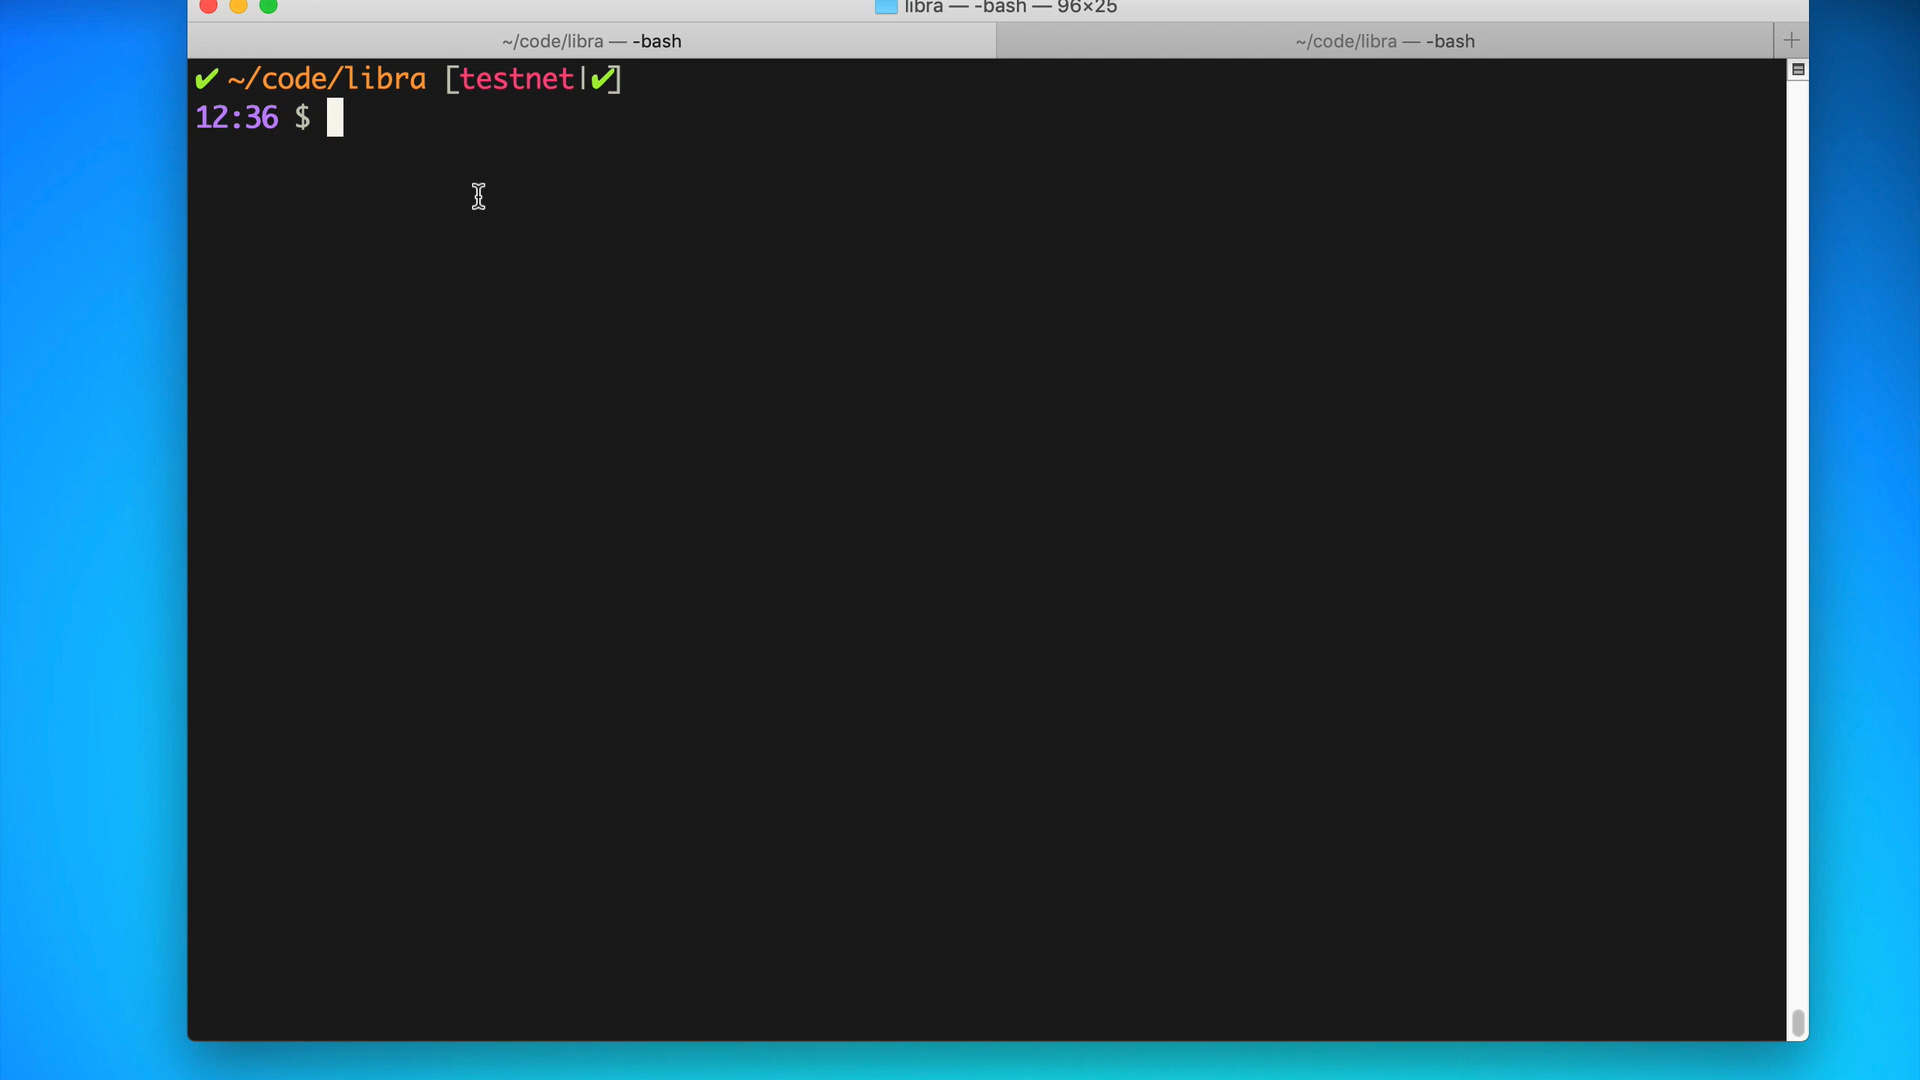 libra — -bash — 96×25
~/code/libra — -bash
~/code/libra — -bash
✔ ~/code/libra [testnet|✔]
12:36 $